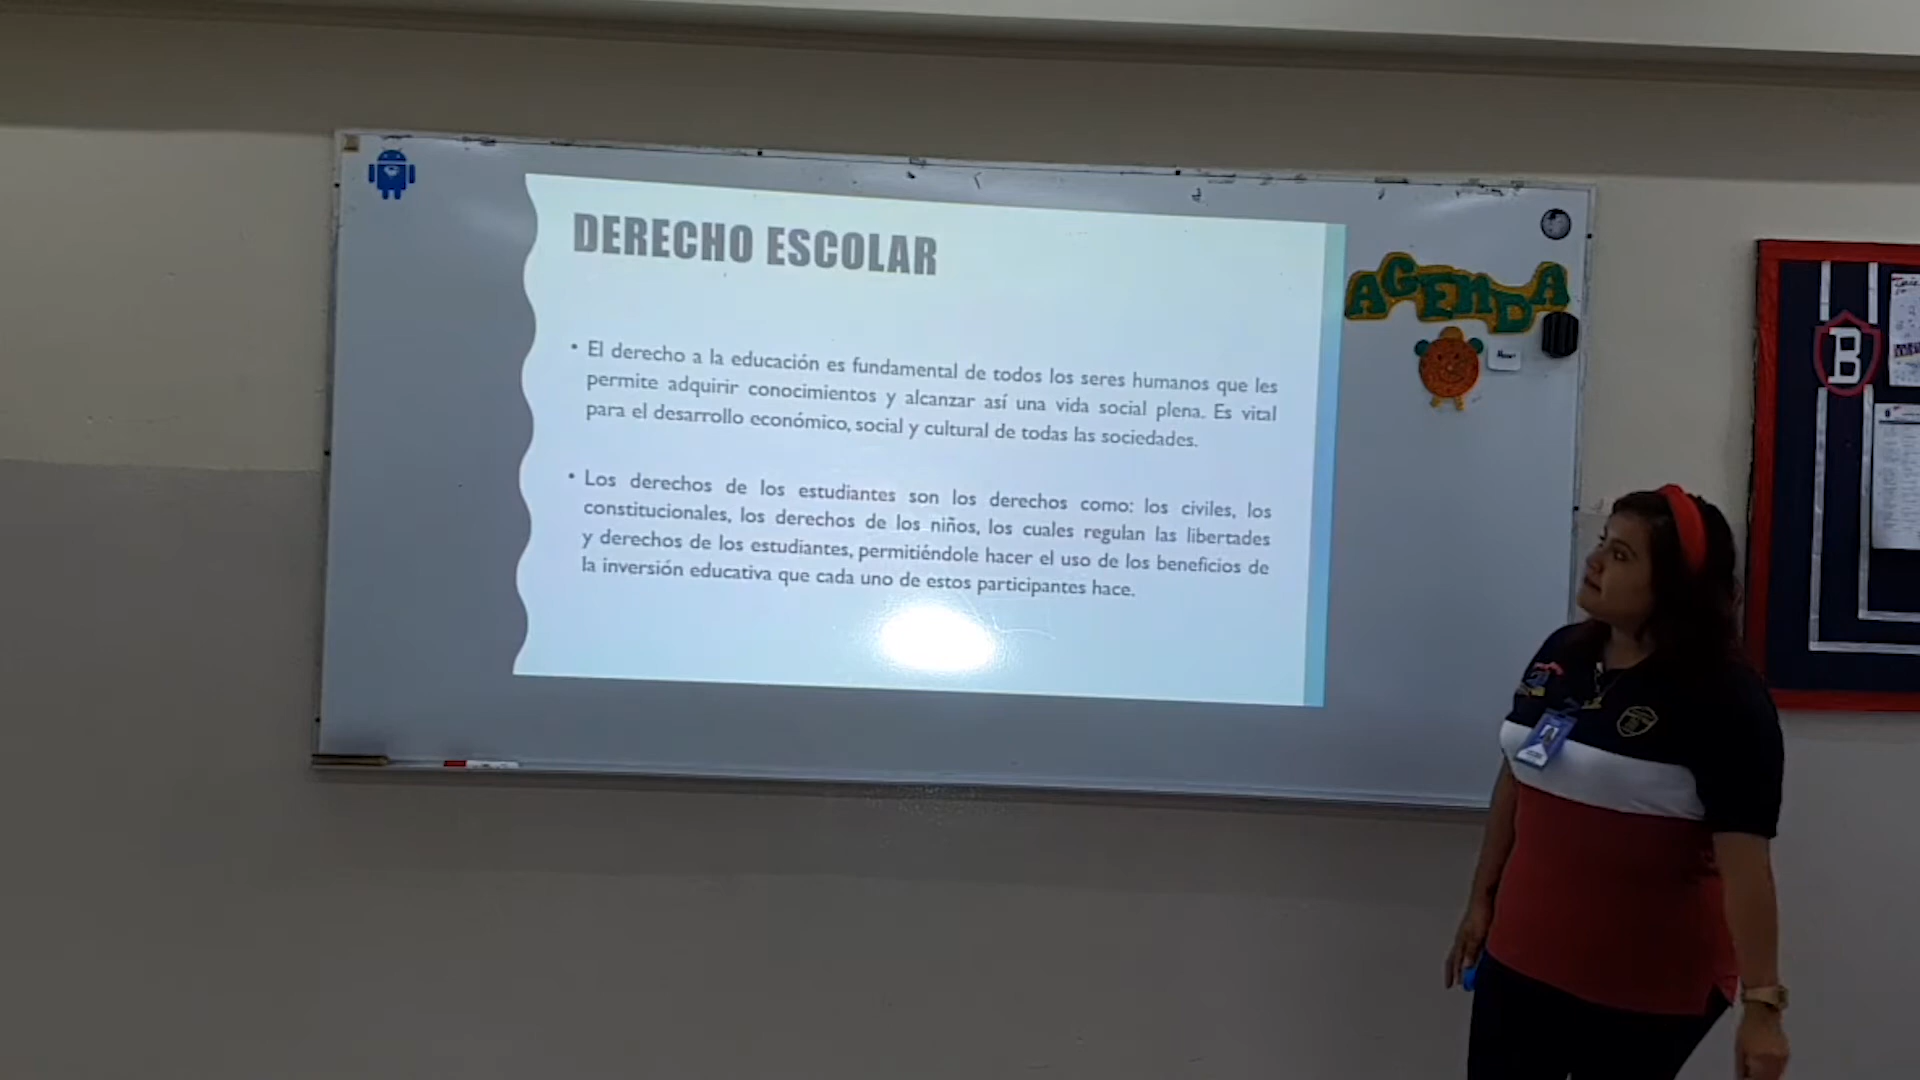 DERECHO ESCOLAR
• El derecho a la educación es fundamental de todos los seres humanos que les
permite adquirir conocimientos y alcanzar así una vida social plena. Es vital
para el desarrollo económico, social y cultural de todas las sociedades.
• Los derechos de los estudiantes son los derechos como: los civiles, los
constitucionales, los derechos de los niños, los cuales regulan las libertades
y derechos de los estudiantes, permitiéndole hacer el uso de los beneficios de
la inversión educativa que cada uno de estos participantes hace.
AGENDA
B